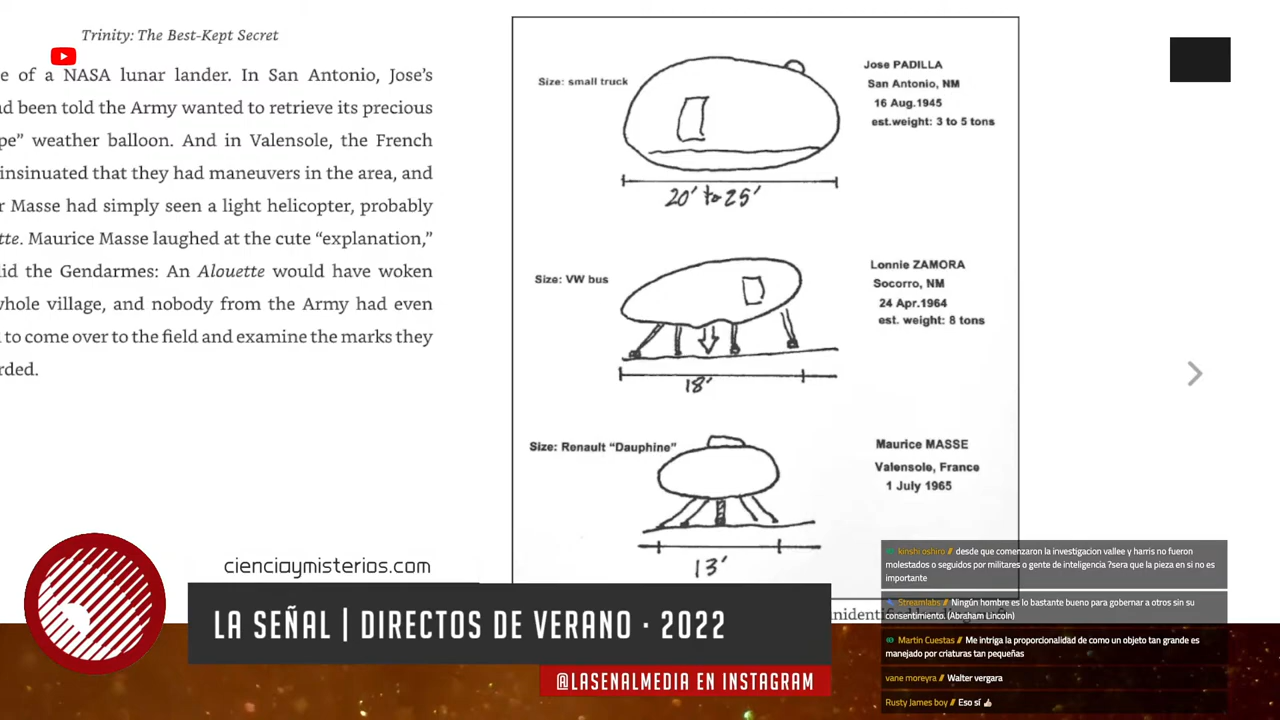 Trinity: The Best-Kept Secret
e of a NASA lunar lander. In San Antonio, Jose’s
ad been told the Army wanted to retrieve its precious
pe” weather balloon. And in Valensole, the French
insinuated that they had maneuvers in the area, and
r Masse had simply seen a light helicopter, probably
tte. Maurice Masse laughed at the cute “explanation,”
did the Gendarmes: An Alouette would have woken
whole village, and nobody from the Army had even
d to come over to the field and examine the marks they
rded.
Size: small truck
Jose PADILLA
San Antonio, NM
16 Aug.1945
est.weight: 3 to 5 tons
20' to 25'
Size: VW bus
Lonnie ZAMORA
Socorro, NM
24 Apr.1964
est. weight: 8 tons
18'
Size: Renault “Dauphine”
Maurice MASSE
Valensole, France
1 July 1965
13'
cienciaymisterios.com
LA SEÑAL | DIRECTOS DE VERANO · 2022
@LASENALMEDIA EN INSTAGRAM
kinshi oshiro // desde que comenzaron la investigacion vallee y harris no fueron
molestados o seguidos por militares o gente de inteligencia ?sera que la pieza en si no es
importante
Streamlabs // Ningún hombre es lo bastante bueno para gobernar a otros sin su
consentimiento. (Abraham Lincoln)
Martin Cuestas // Me intriga la proporcionalidad de como un objeto tan grande es
manejado por criaturas tan pequeñas
vane moreyra // Walter vergara
Rusty James boy // Eso sí 👍🏻